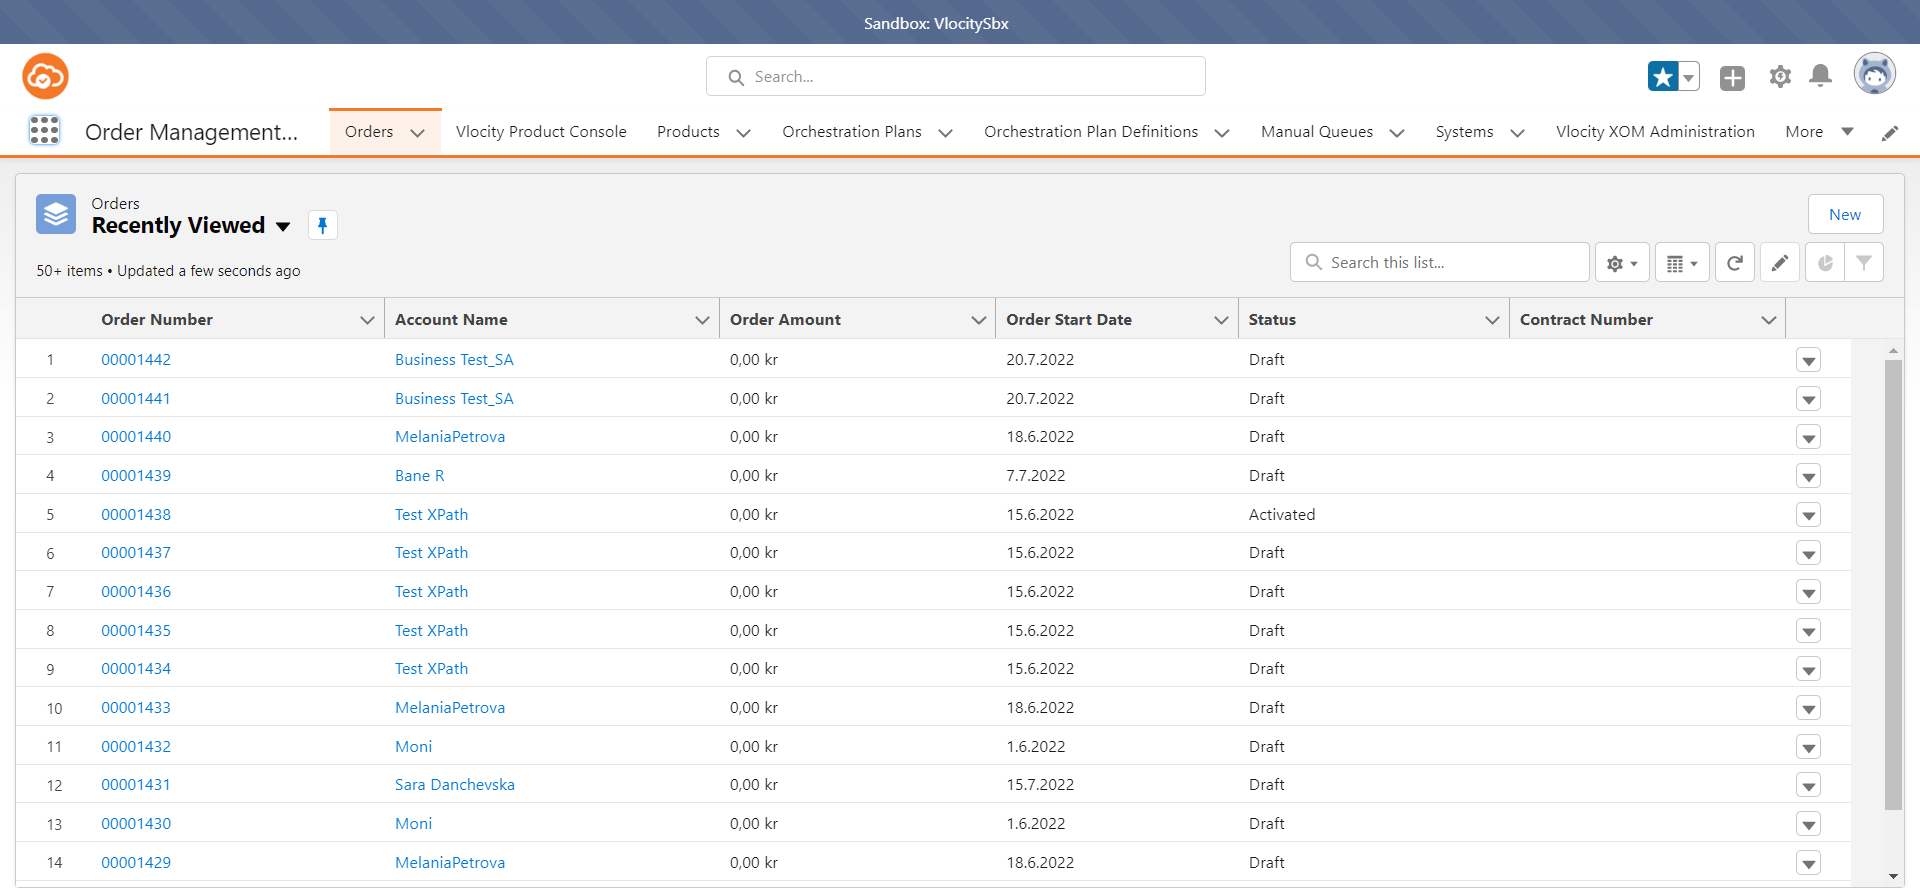 Sandbox: VlocitySbx
Search...
Order Management...
Orders
Vlocity Product Console
Products
Orchestration Plans
Orchestration Plan Definitions
Manual Queues
Systems
Vlocity XOM Administration
More
Orders
Recently Viewed
New
50+ items • Updated a few seconds ago
Search this list...
Order Number Account Name Order Amount Order Start Date Status Contract Number
1 00001442 Business Test_SA 0,00 kr 20.7.2022 Draft
2 00001441 Business Test_SA 0,00 kr 20.7.2022 Draft
3 00001440 MelaniaPetrova 0,00 kr 18.6.2022 Draft
4 00001439 Bane R 0,00 kr 7.7.2022 Draft
5 00001438 Test XPath 0,00 kr 15.6.2022 Activated
6 00001437 Test XPath 0,00 kr 15.6.2022 Draft
7 00001436 Test XPath 0,00 kr 15.6.2022 Draft
8 00001435 Test XPath 0,00 kr 15.6.2022 Draft
9 00001434 Test XPath 0,00 kr 15.6.2022 Draft
10 00001433 MelaniaPetrova 0,00 kr 18.6.2022 Draft
11 00001432 Moni 0,00 kr 1.6.2022 Draft
12 00001431 Sara Danchevska 0,00 kr 15.7.2022 Draft
13 00001430 Moni 0,00 kr 1.6.2022 Draft
14 00001429 MelaniaPetrova 0,00 kr 18.6.2022 Draft